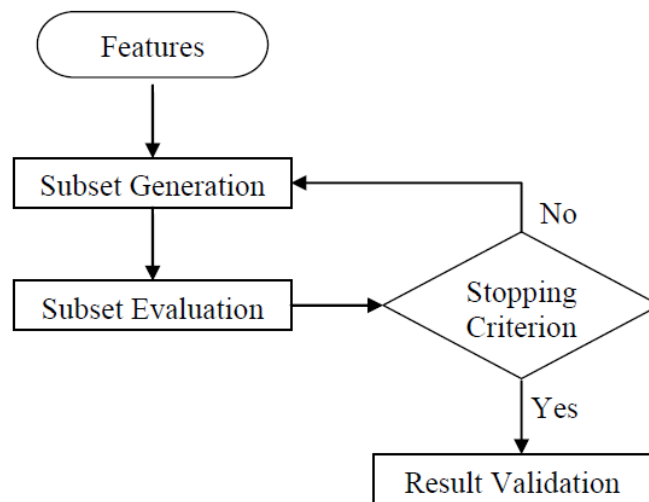 Features
Subset Generation
No
Subset Evaluation
Stopping
Criterion
Yes
Result Validation